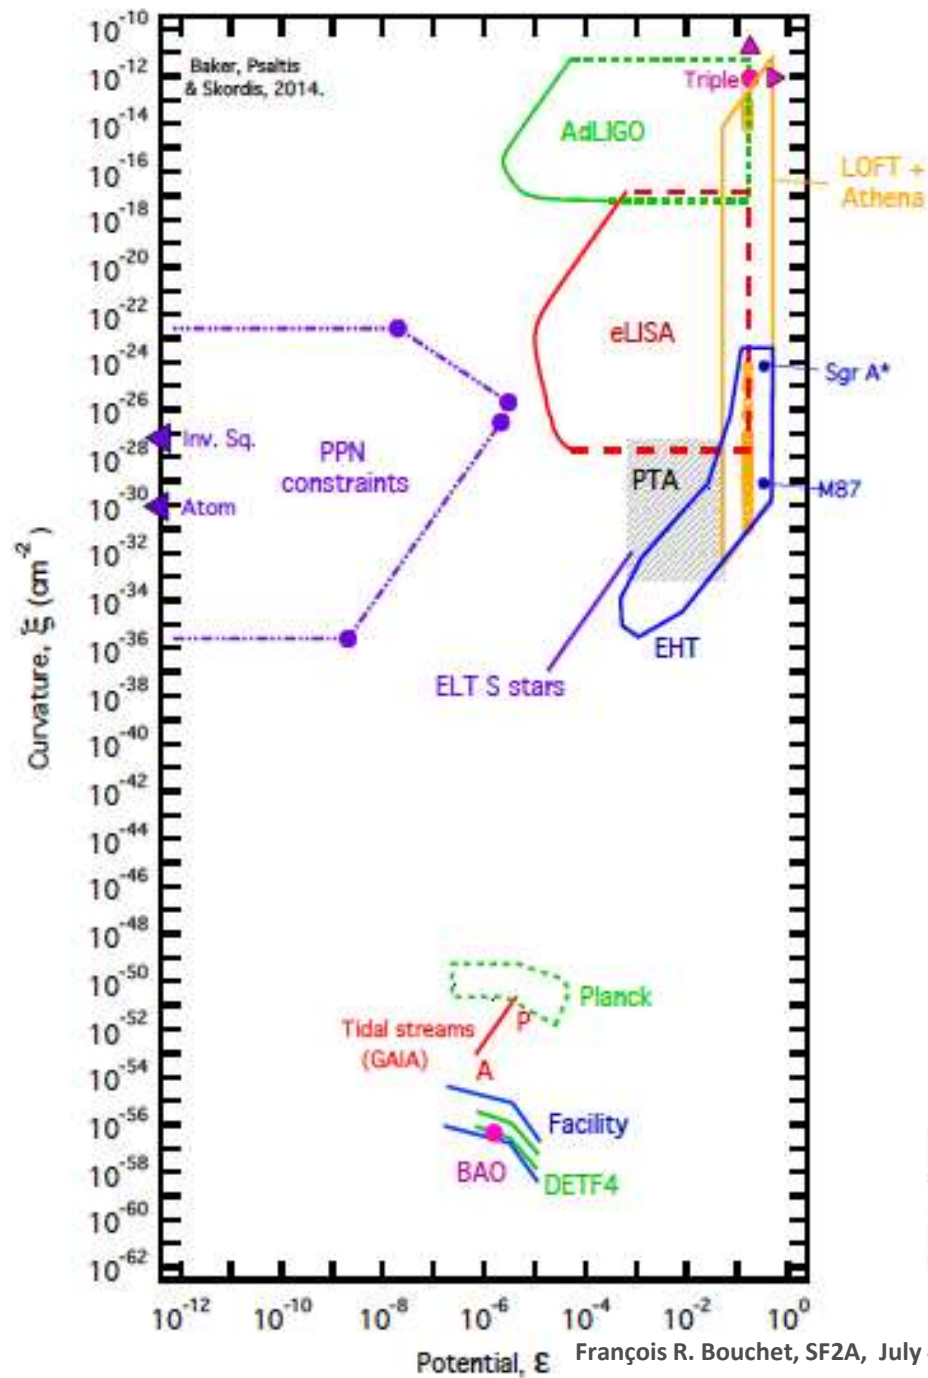 10^-10
10^-12
10^-14
10^-16
10^-18
10^-20
10^-22
10^-24
10^-26
10^-28
10^-30
10^-32
10^-34
10^-36
10^-38
10^-40
10^-42
10^-44
10^-46
10^-48
10^-50
10^-52
10^-54
10^-56
10^-58
10^-60
10^-62
Curvature, ξ (cm^-2)
Baker, Psaltis
& Skordis, 2014.
Triple
AdLIGO
LOFT +
Athena
eLISA
Sgr A*
Inv. Sq.
PPN
constraints
PTA
M87
Atom
EHT
ELT S stars
Planck
Tidal streams
(GAIA)
P
A
Facility
BAO
DETF4
10^-12
10^-10
10^-8
10^-6
10^-4
10^-2
10^0
Potential, ε
François R. Bouchet, SF2A, July